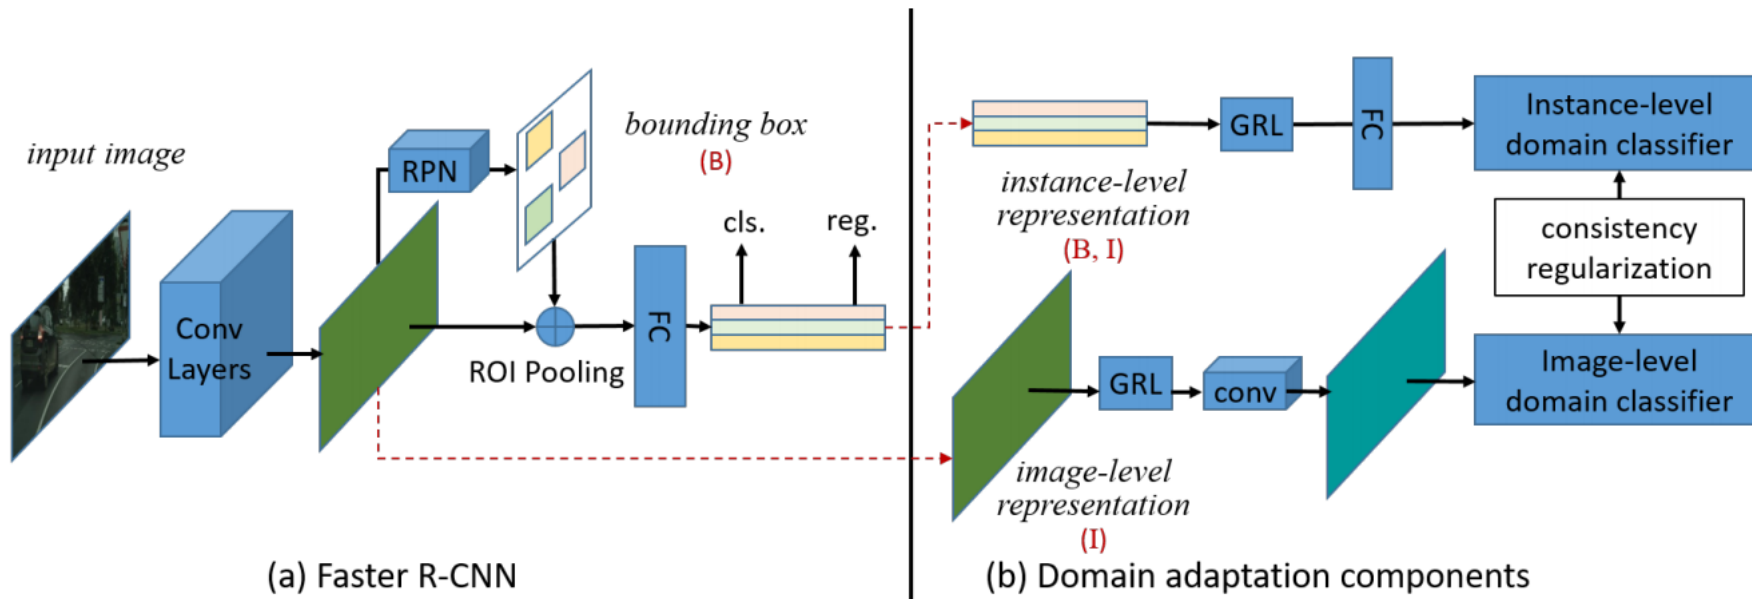 input image
Conv
Layers
RPN
bounding box
(B)
ROI Pooling
FC
cls.
reg.
(a) Faster R-CNN
instance-level
representation
(B, I)
GRL
FC
Instance-level
domain classifier
consistency
regularization
image-level
representation
(I)
GRL
conv
Image-level
domain classifier
(b) Domain adaptation components